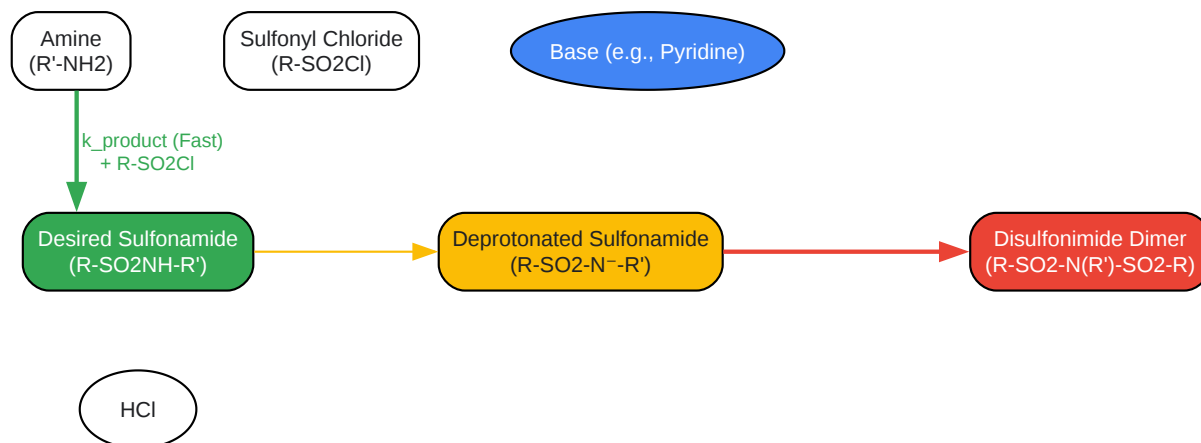 Amine
(R'-NH2)
Sulfonyl Chloride
(R-SO2Cl)
Base (e.g., Pyridine)
k_product (Fast)
+ R-SO2Cl
Desired Sulfonamide
(R-SO2NH-R')
Deprotonated Sulfonamide
(R-SO2-N⁻-R')
Disulfonimide Dimer
(R-SO2-N(R')-SO2-R)
HCl